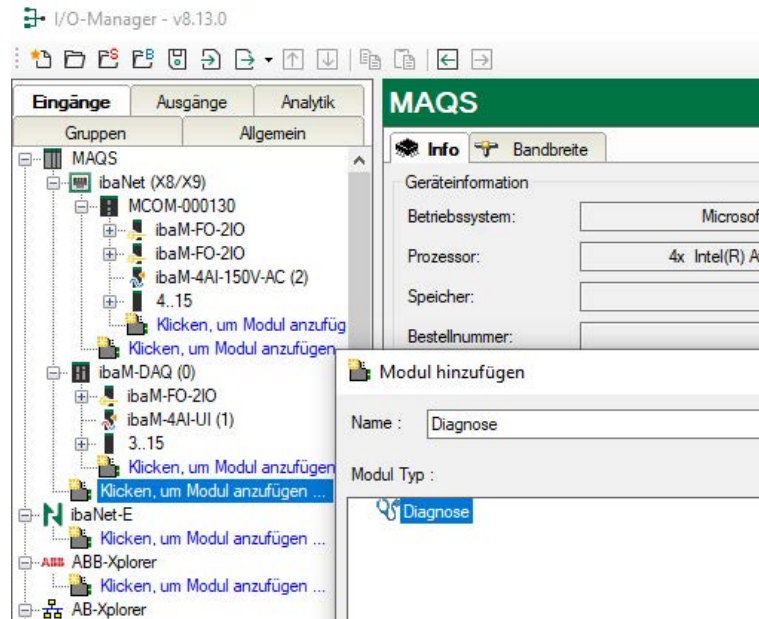 I/O-Manager - v8.13.0
Eingänge Ausgänge Analytik
Gruppen Allgemein
MAQS
ibaNet (X8/X9)
MCOM-000130
ibaM-FO-2IO
ibaM-FO-2IO
ibaM-4AI-150V-AC (2)
4..15
Klicken, um Modul anzufüg
Klicken, um Modul anzufügen
ibaM-DAQ (0)
ibaM-FO-2IO
ibaM-4AI-UI (1)
3..15
Klicken, um Modul anzufügen
Klicken, um Modul anzufügen ...
ibaNet-E
Klicken, um Modul anzufügen ...
ABB ABB-Xplorer
Klicken, um Modul anzufügen ...
AB-Xplorer
MAQS
Info Bandbreite
Geräteinformation
Betriebssystem: Microsof
Prozessor: 4x Intel(R) A
Speicher:
Bestellnummer:
Modul hinzufügen
Name : Diagnose
Modul Typ :
Diagnose